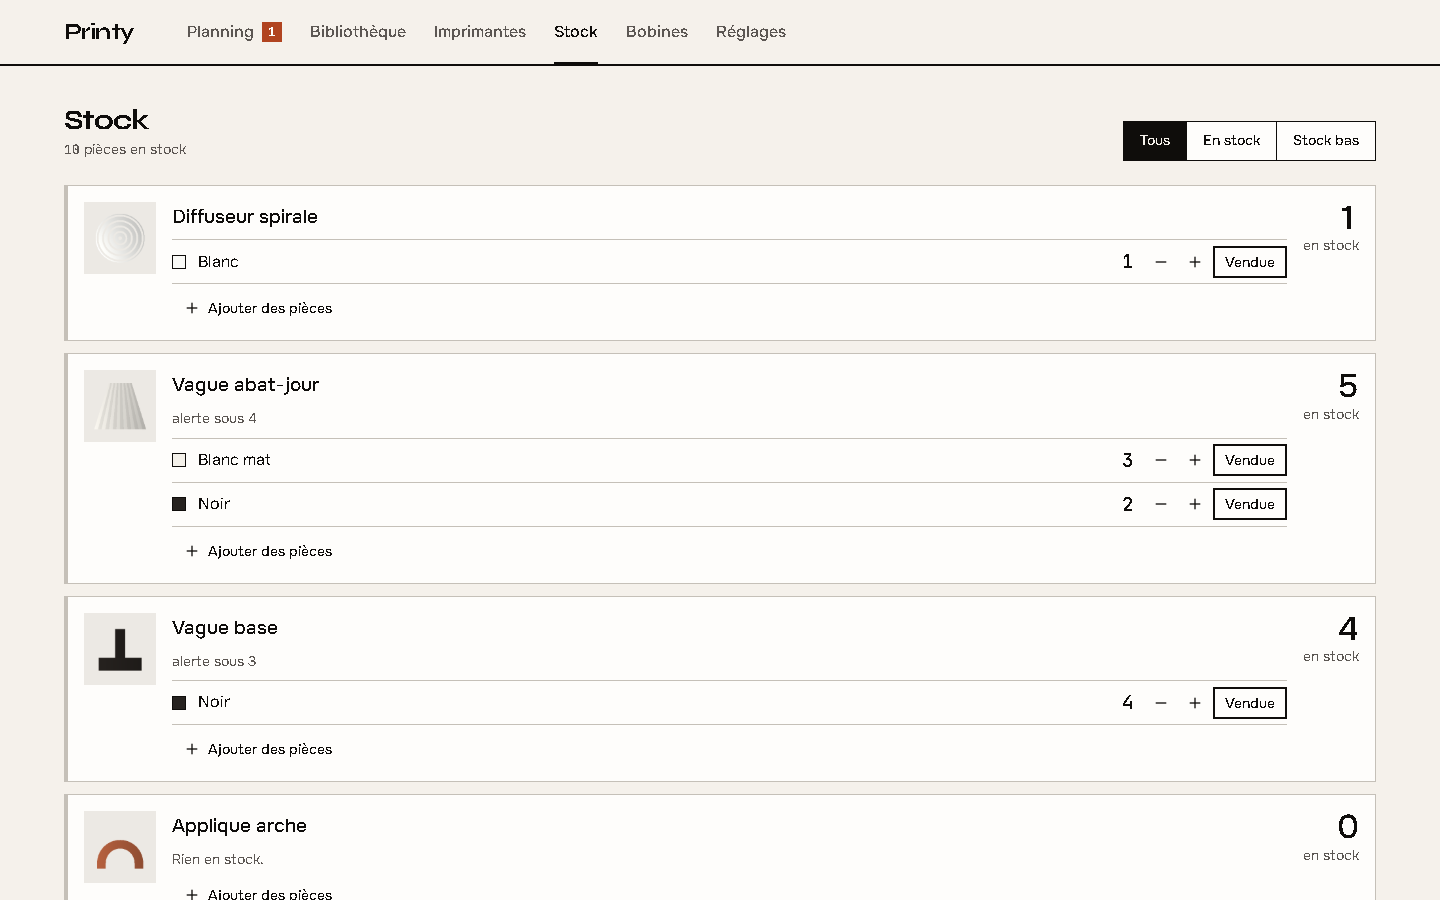 Printy Planning 1 Bibliothèque Imprimantes Stock Bobines Réglages
Stock
10 pièces en stock
Tous En stock Stock bas
Diffuseur spirale
1
en stock
Blanc 1 − + Vendue
+ Ajouter des pièces
Vague abat-jour
5
en stock
alerte sous 4
Blanc mat 3 − + Vendue
Noir 2 − + Vendue
+ Ajouter des pièces
Vague base
4
en stock
alerte sous 3
Noir 4 − + Vendue
+ Ajouter des pièces
Applique arche
0
en stock
Rien en stock.
+ Ajouter des pièces